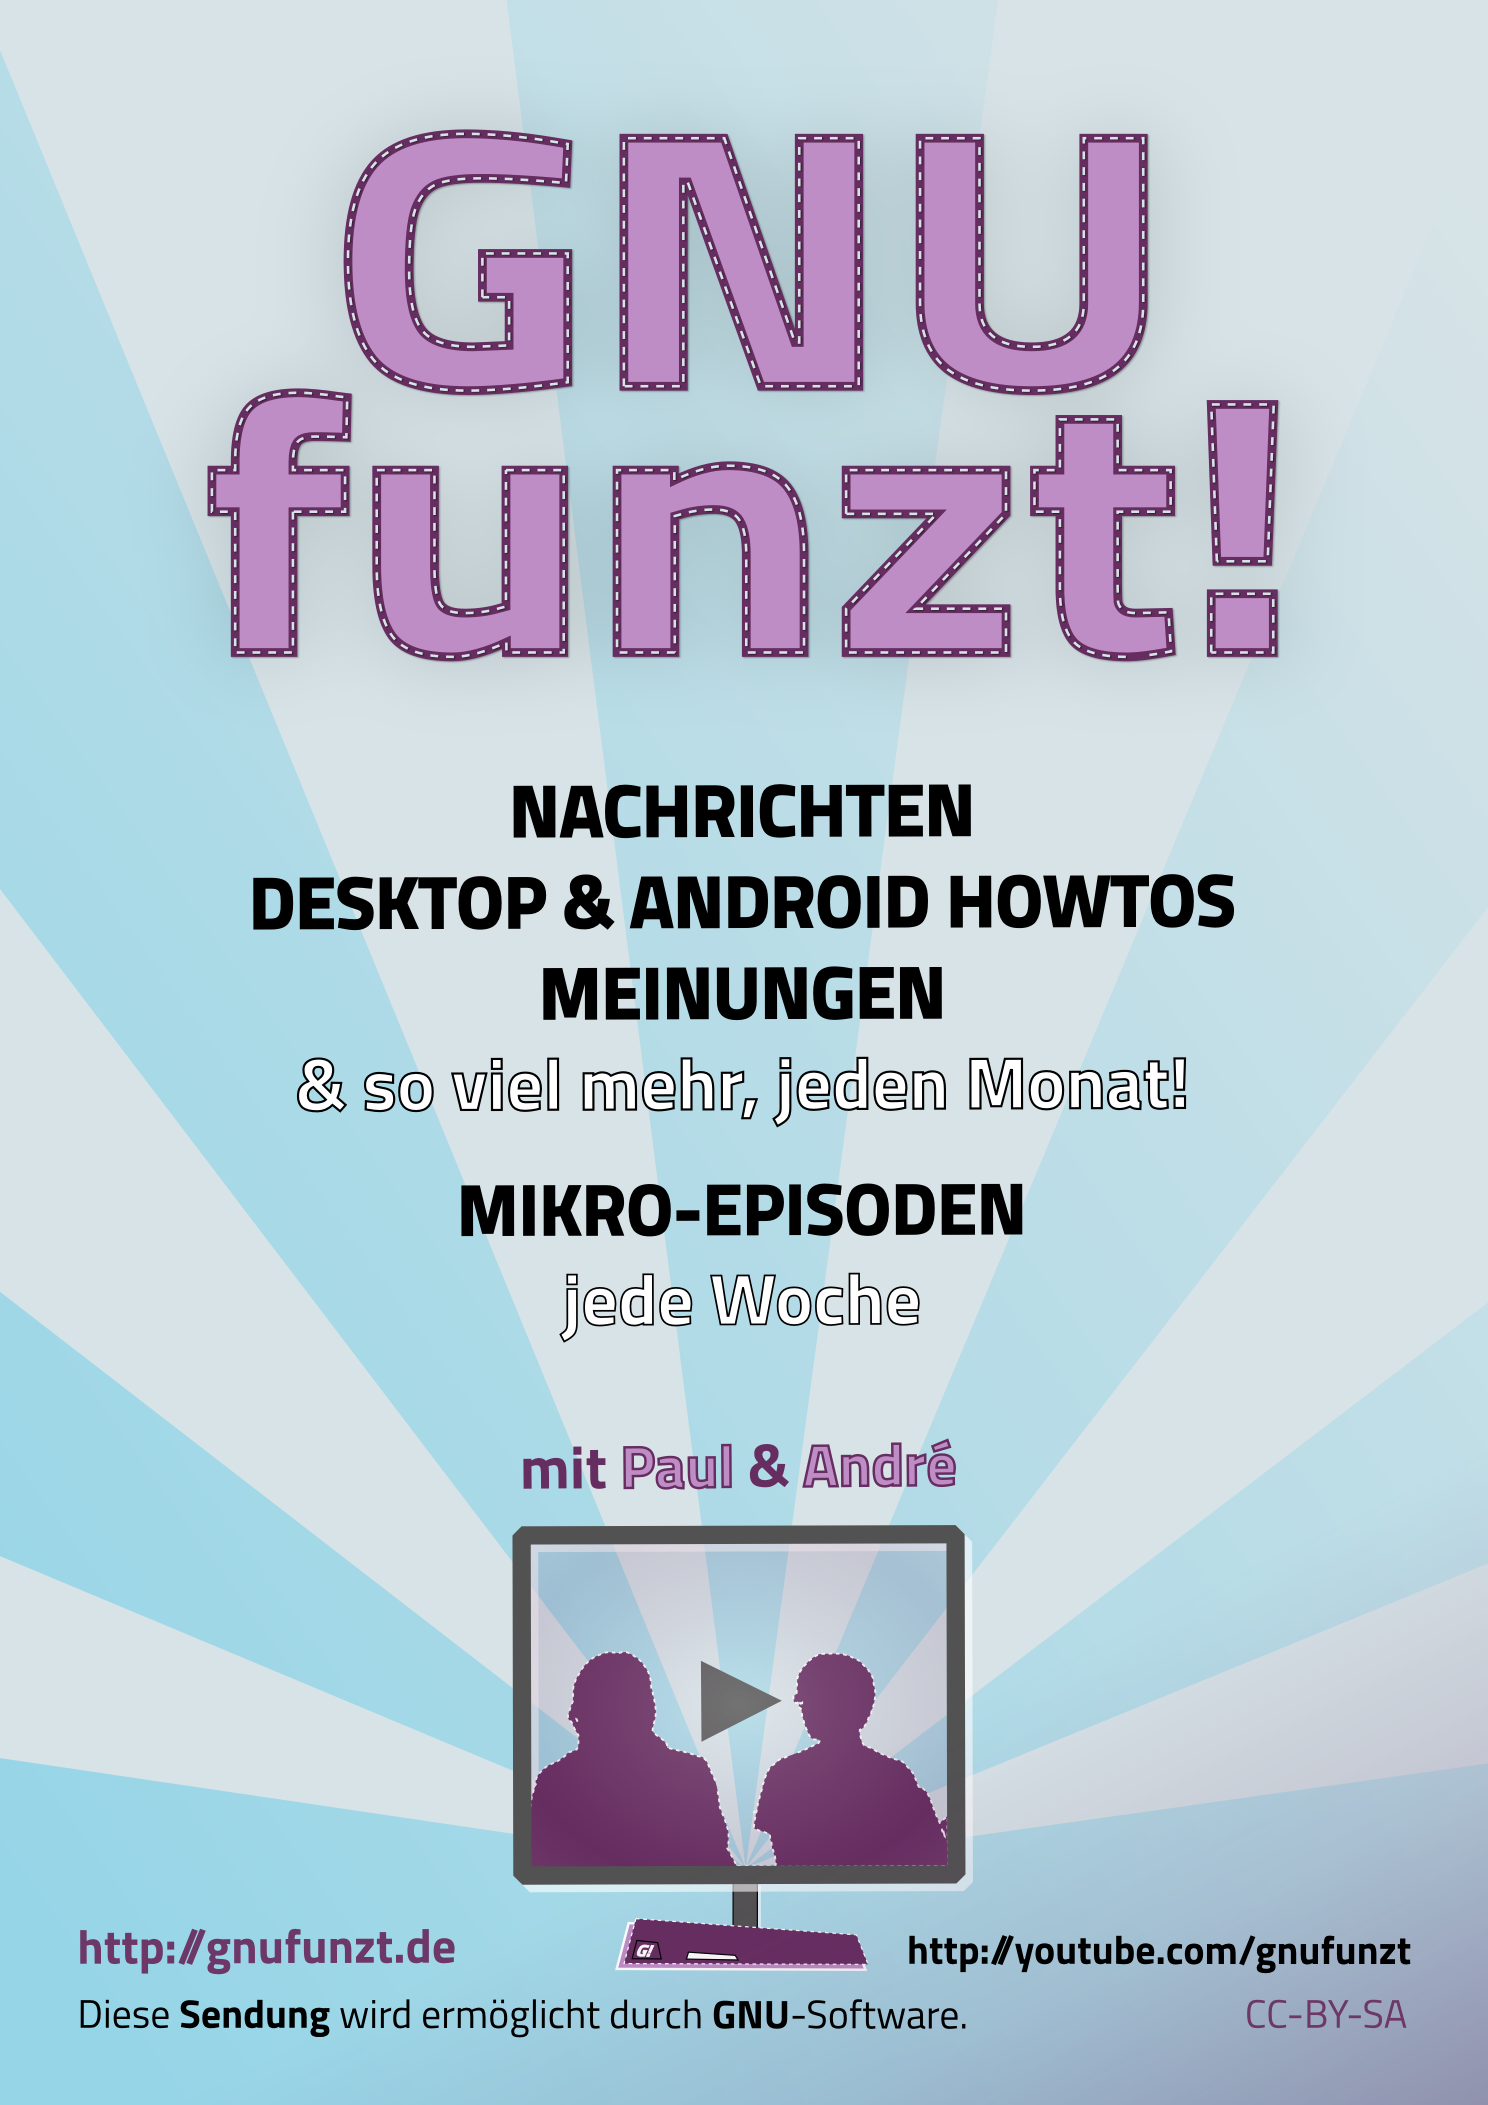 GNU
funzt!
NACHRICHTEN
DESKTOP & ANDROID HOWTOS
MEINUNGEN
& so viel mehr, jeden Monat!
MIKRO-EPISODEN
jede Woche
mit Paul & André
G!
http://gnufunzt.de
http://youtube.com/gnufunzt
Diese Sendung wird ermöglicht durch GNU-Software.
CC-BY-SA